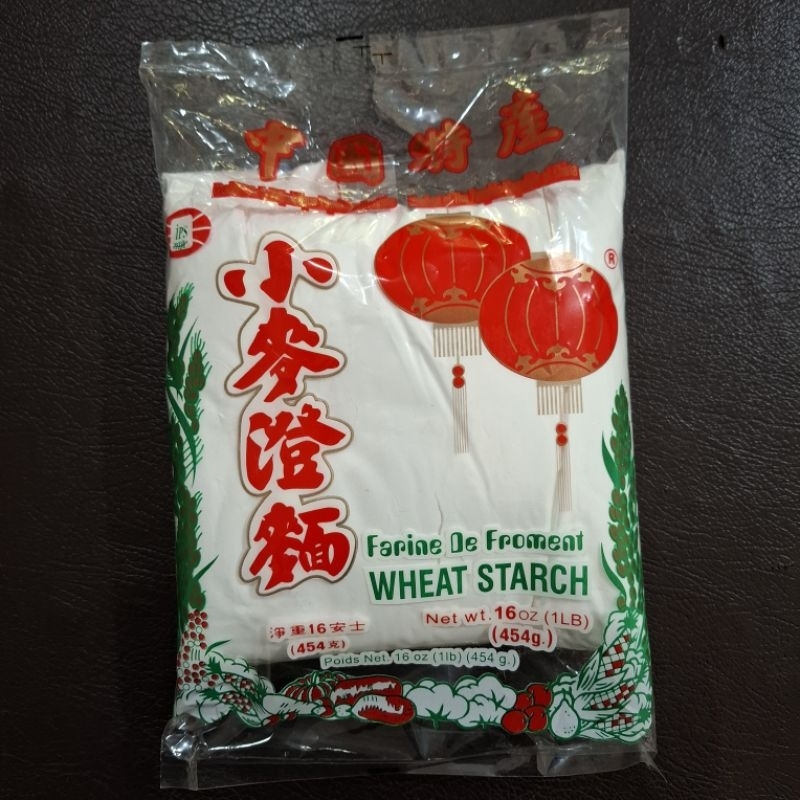 中國特產
iPS
®
小麥澄麵
Farine De Froment
WHEAT STARCH
淨重16安士
(454克)
Net wt. 16oz (1LB)
(454g.)
Poids Net. 16 oz (1lb) (454 g.)